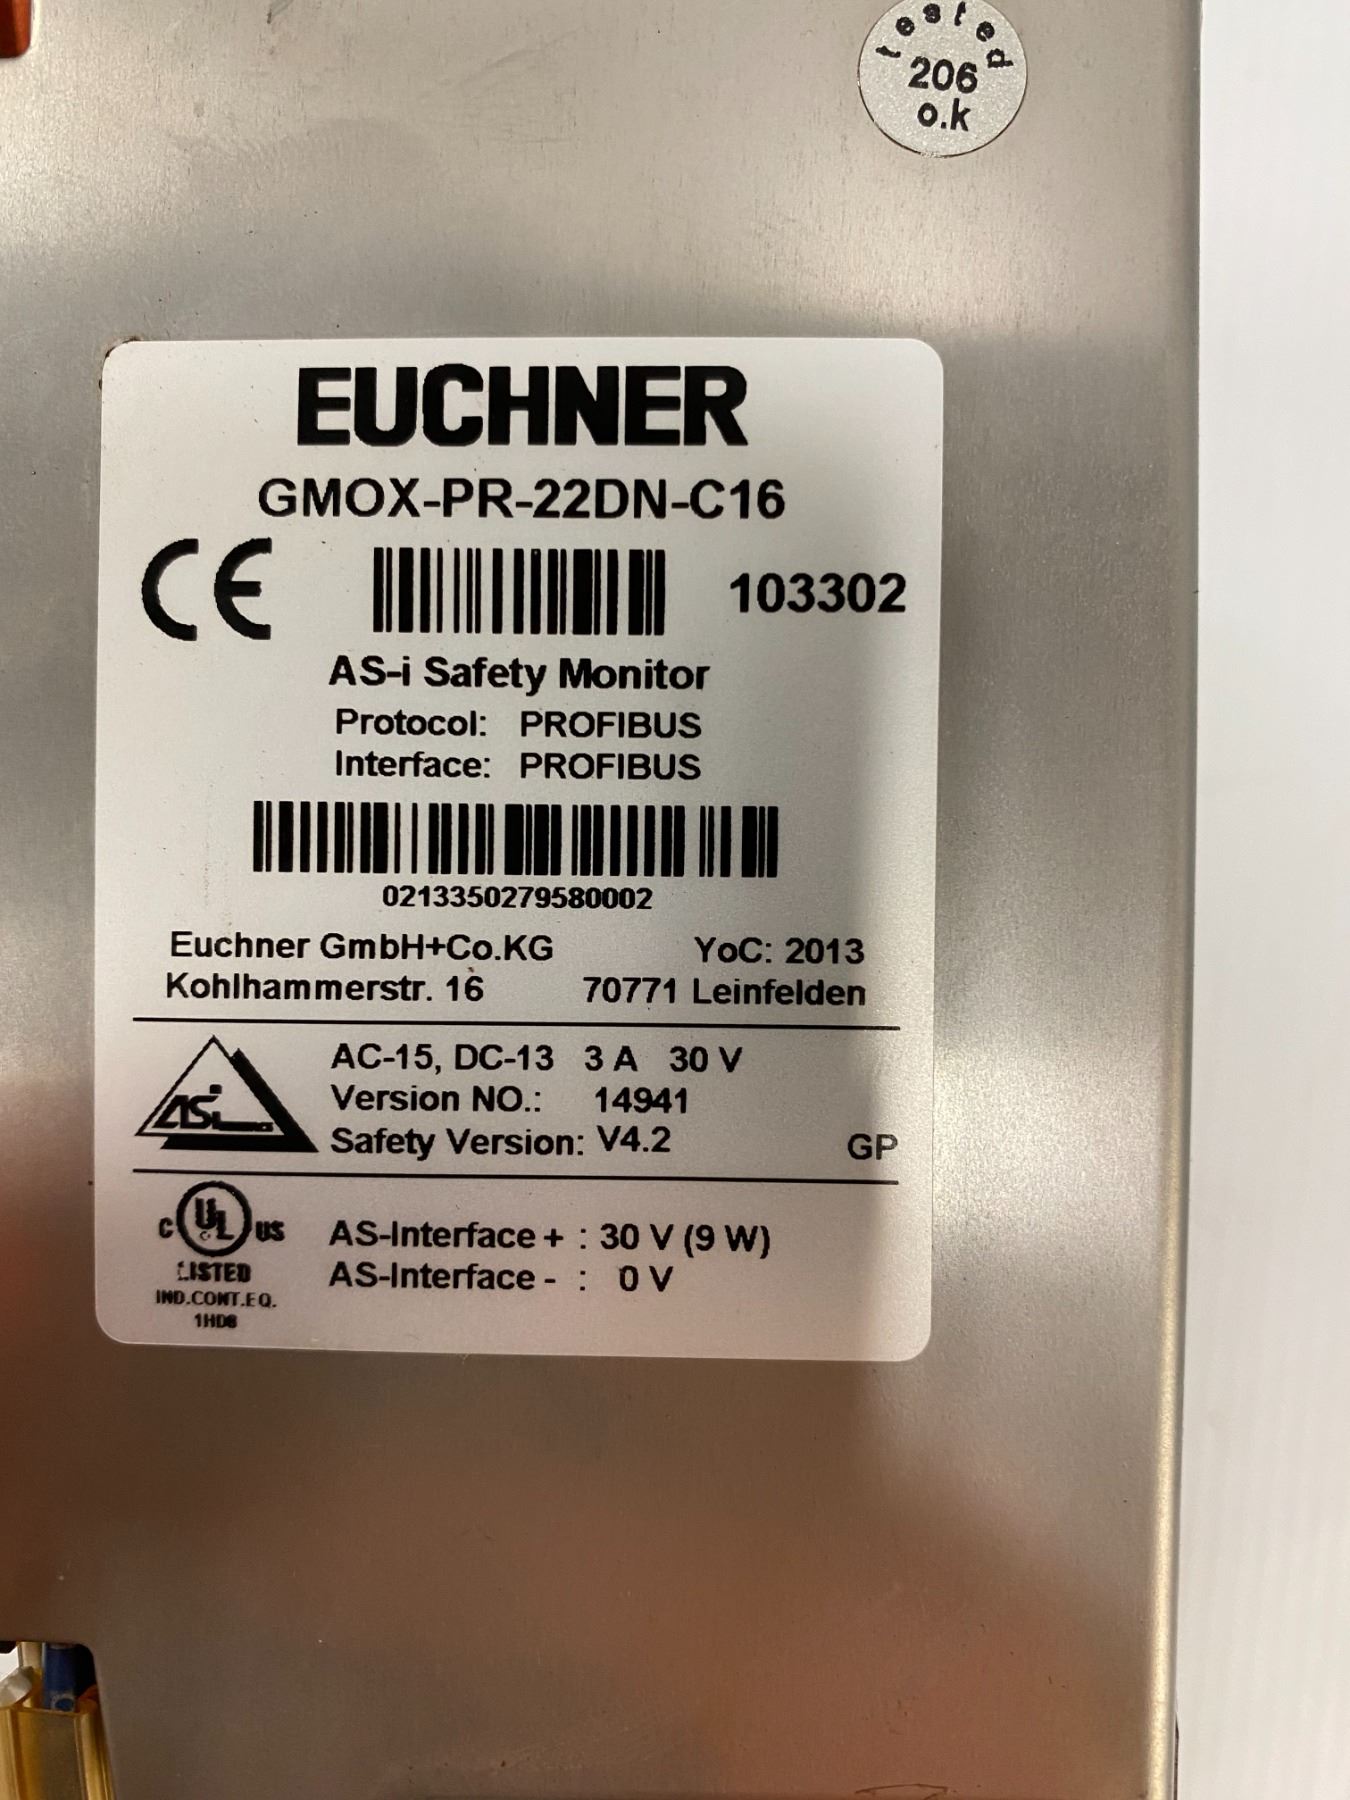 tested
206
o.k
EUCHNER
GMOX-PR-22DN-C16
CE 103302
AS-i Safety Monitor
Protocol: PROFIBUS
Interface: PROFIBUS
0213350279580002
Euchner GmbH+Co.KG YoC: 2013
Kohlhammerstr. 16 70771 Leinfelden
AC-15, DC-13 3 A 30 V
Version NO.: 14941
ASi Safety Version: V4.2 GP
C UL US AS-Interface + : 30 V (9 W)
LISTED AS-Interface - : 0 V
IND.CONT.EQ.